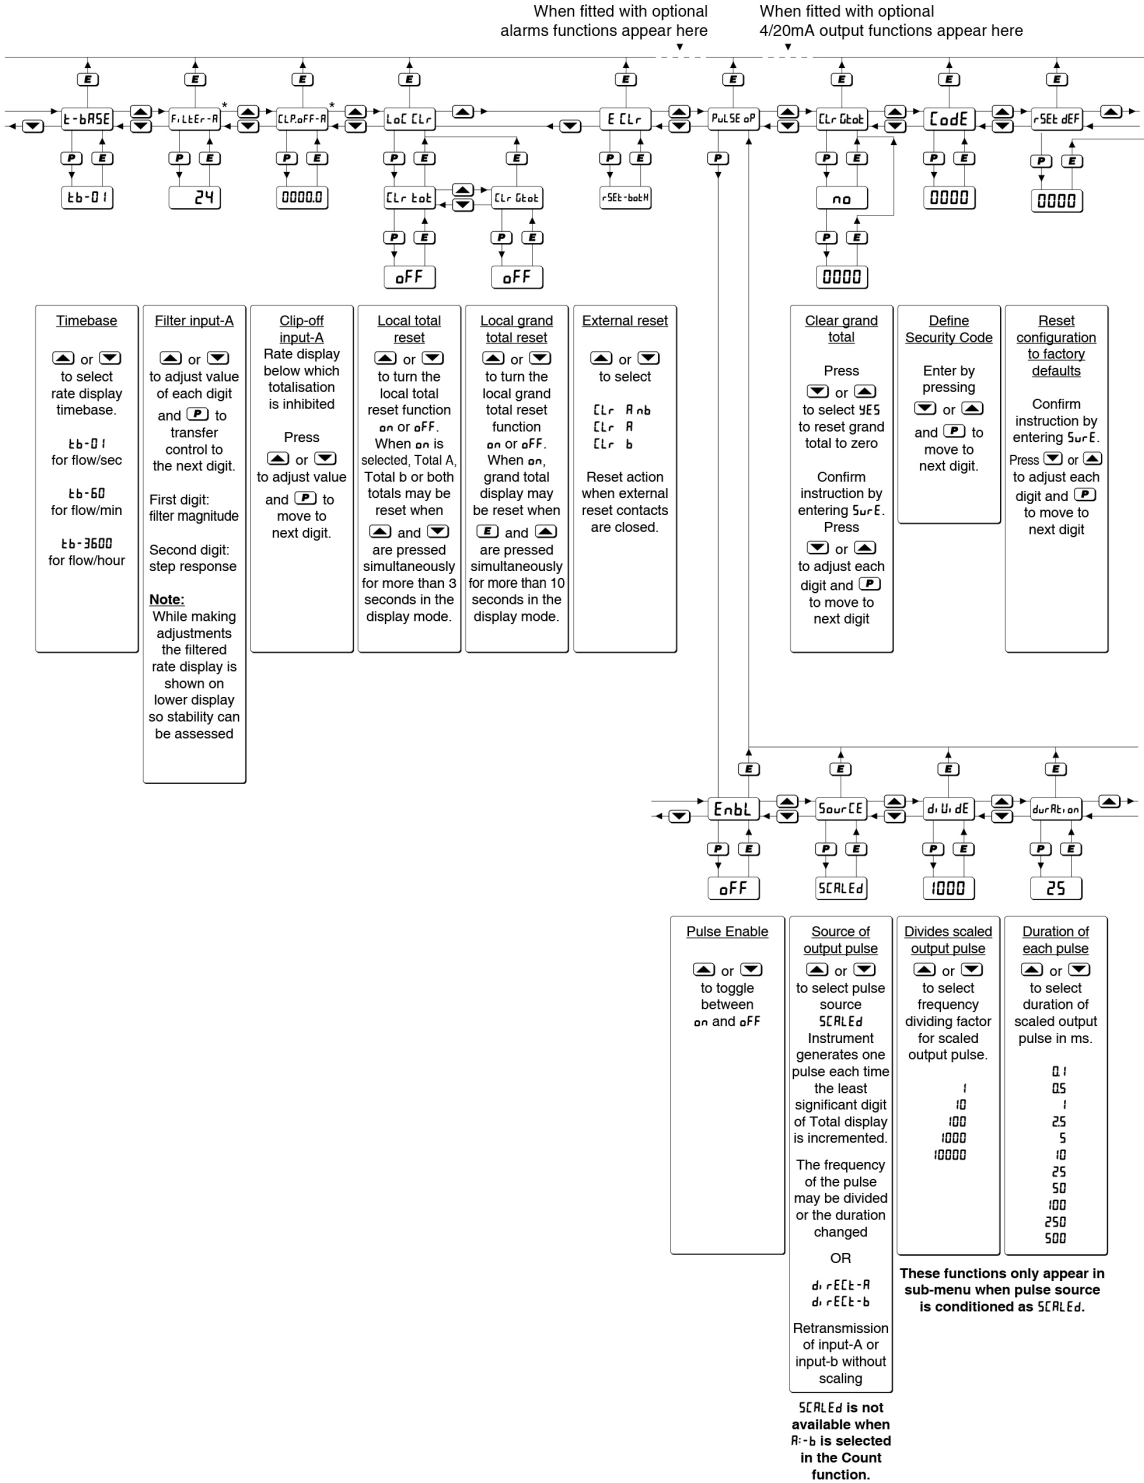 When fitted with optional
alarms functions appear here
When fitted with optional
4/20mA output functions appear here
E E E E E E E E E
t-bASE FiLtEr-A * CLP.oFF-A * LoC CLr E CLr PuLSE oP CLr Gtot CodE rSEt dEF
P E P E P E P E E P E P P E P E P E
tb-01 24 0000.0 CLr tot CLr Gtot rSEt-botH no 0000 0000
P E P E P E
oFF oFF 0000
Timebase
or
to select
rate display
timebase.
tb-01
for flow/sec
tb-60
for flow/min
tb-3600
for flow/hour
Filter input-A
or
to adjust value
of each digit
and P to
transfer
control to
the next digit.
First digit:
filter magnitude
Second digit:
step response
Note:
While making
adjustments
the filtered
rate display is
shown on
lower display
so stability can
be assessed
Clip-off
input-A
Rate display
below which
totalisation
is inhibited
Press
or
to adjust value
and P to
move to
next digit.
Local total
reset
or
to turn the
local total
reset function
on or oFF.
When on is
selected, Total A,
Total b or both
totals may be
reset when
and
are pressed
simultaneously
for more than 3
seconds in the
display mode.
Local grand
total reset
or
to turn the
local grand
total reset
function
on or oFF.
When on,
grand total
display may
be reset when
E and
are pressed
simultaneously
for more than 10
seconds in the
display mode.
External reset
or
to select
CLr Anb
CLr A
CLr b
Reset action
when external
reset contacts
are closed.
Clear grand
total
Press
or
to select YES
to reset grand
total to zero
Confirm
instruction by
entering SurE.
Press
or
to adjust each
digit and P
to move to
next digit
Define
Security Code
Enter by
pressing
or
and P to
move to
next digit.
Reset
configuration
to factory
defaults
Confirm
instruction by
entering SurE.
Press or
to adjust each
digit and P
to move to
next digit
E E E E
EnbL SourCE diVidE durAtion
P E P E P E P E
oFF SCALEd 1000 25
Pulse Enable
or
to toggle
between
on and oFF
Source of
output pulse
or
to select pulse
source
SCALEd
Instrument
generates one
pulse each time
the least
significant digit
of Total display
is incremented.
The frequency
of the pulse
may be divided
or the duration
changed
OR
dirECt-A
dirECt-b
Retransmission
of input-A or
input-b without
scaling
SCALEd is not
available when
A:-b is selected
in the Count
function.
Divides scaled
output pulse
or
to select
frequency
dividing factor
for scaled
output pulse.
1
10
100
1000
10000
Duration of
each pulse
or
to select
duration of
scaled output
pulse in ms.
0.1
0.5
1
2.5
5
10
25
50
100
250
500
These functions only appear in
sub-menu when pulse source
is conditioned as SCALEd.